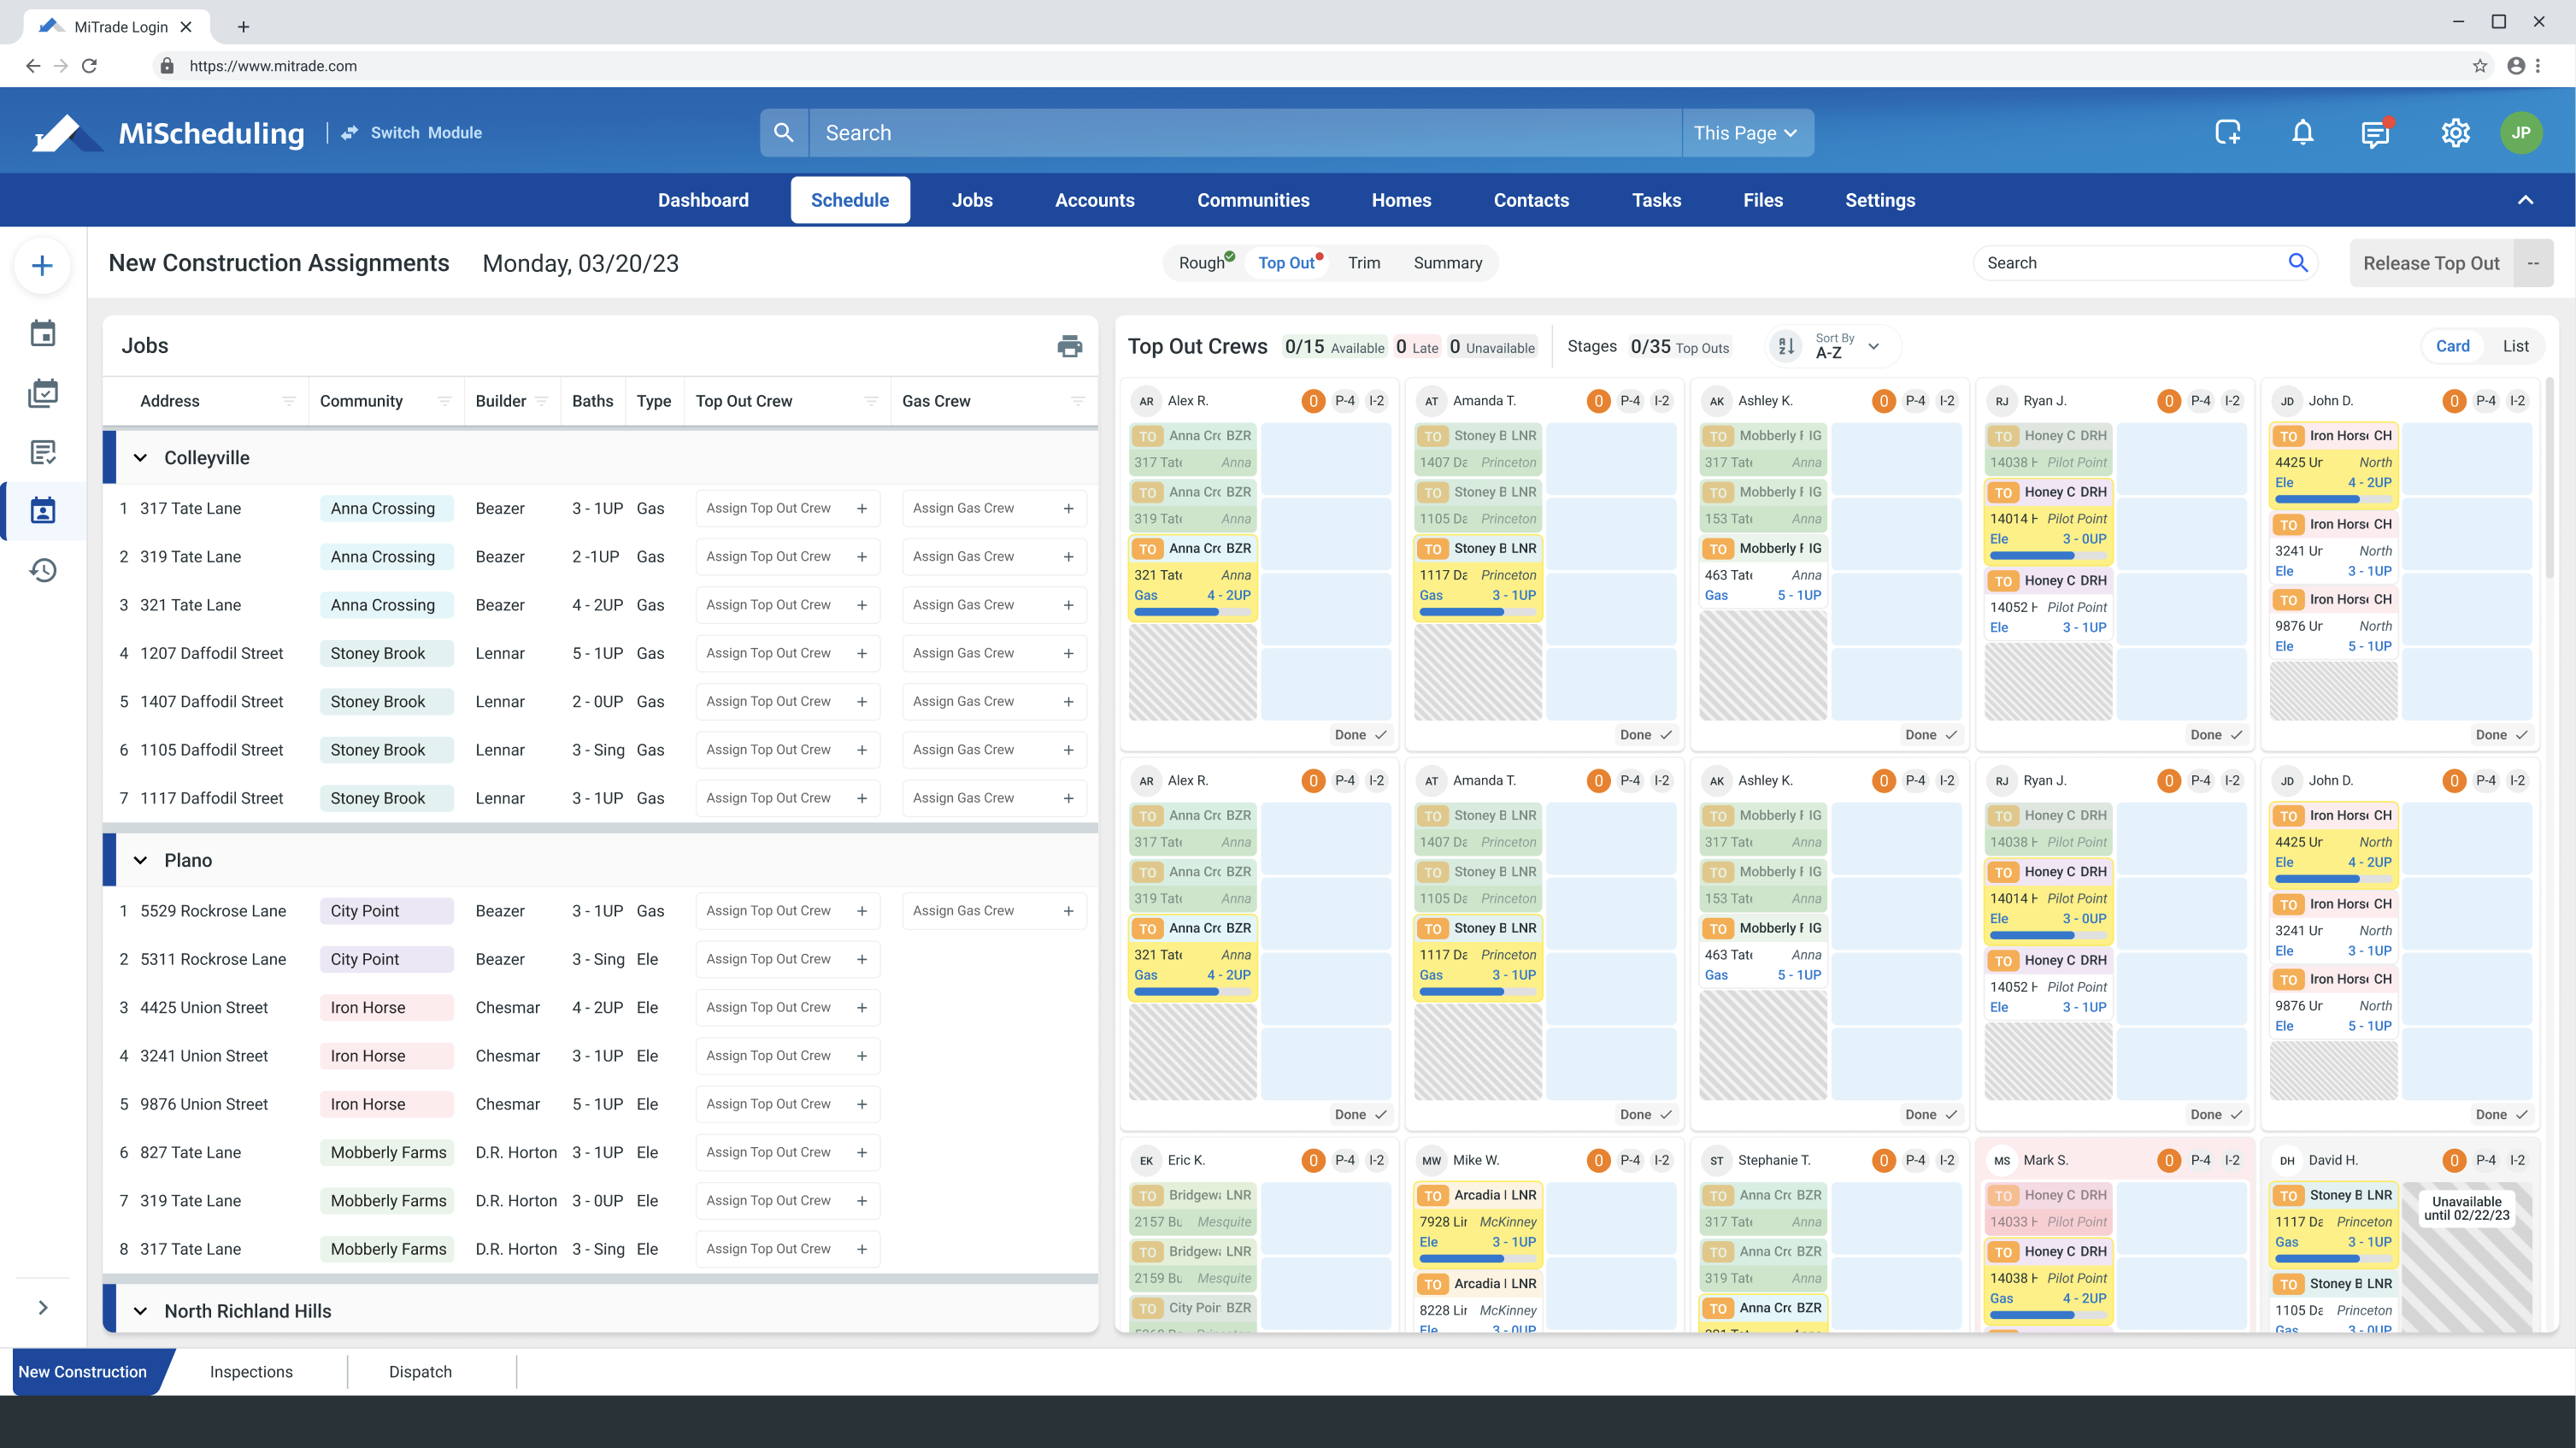 MiTrade Login
https://www.mitrade.com
MiScheduling
Switch Module
Search
This Page
JP
Dashboard
Schedule
Jobs
Accounts
Communities
Homes
Contacts
Tasks
Files
Settings
New Construction Assignments
Monday, 03/20/23
Rough
Top Out
Trim
Summary
Search
Release Top Out
--
Jobs
Address Community Builder Baths Type Top Out Crew Gas Crew
Colleyville
1 317 Tate Lane Anna Crossing Beazer 3 - 1UP Gas Assign Top Out Crew + Assign Gas Crew +
2 319 Tate Lane Anna Crossing Beazer 2 -1UP Gas Assign Top Out Crew + Assign Gas Crew +
3 321 Tate Lane Anna Crossing Beazer 4 - 2UP Gas Assign Top Out Crew + Assign Gas Crew +
4 1207 Daffodil Street Stoney Brook Lennar 5 - 1UP Gas Assign Top Out Crew + Assign Gas Crew +
5 1407 Daffodil Street Stoney Brook Lennar 2 - 0UP Gas Assign Top Out Crew + Assign Gas Crew +
6 1105 Daffodil Street Stoney Brook Lennar 3 - Sing Gas Assign Top Out Crew + Assign Gas Crew +
7 1117 Daffodil Street Stoney Brook Lennar 3 - 1UP Gas Assign Top Out Crew + Assign Gas Crew +
Plano
1 5529 Rockrose Lane City Point Beazer 3 - 1UP Gas Assign Top Out Crew + Assign Gas Crew +
2 5311 Rockrose Lane City Point Beazer 3 - Sing Ele Assign Top Out Crew +
3 4425 Union Street Iron Horse Chesmar 4 - 2UP Ele Assign Top Out Crew +
4 3241 Union Street Iron Horse Chesmar 3 - 1UP Ele Assign Top Out Crew +
5 9876 Union Street Iron Horse Chesmar 5 - 1UP Ele Assign Top Out Crew +
6 827 Tate Lane Mobberly Farms D.R. Horton 3 - 1UP Ele Assign Top Out Crew +
7 319 Tate Lane Mobberly Farms D.R. Horton 3 - 0UP Ele Assign Top Out Crew +
8 317 Tate Lane Mobberly Farms D.R. Horton 3 - Sing Ele Assign Top Out Crew +
North Richland Hills
Top Out Crews 0/15 Available 0 Late 0 Unavailable
Stages 0/35 Top Outs
Sort By
A-Z
Card List
AR Alex R. 0 P-4 I-2
TO Anna Cr BZR
317 Tat Anna
TO Anna Cr BZR
319 Tat Anna
TO Anna Cr BZR
321 Tat Anna
Gas 4 - 2UP
Done
AT Amanda T. 0 P-4 I-2
TO Stoney B LNR
1407 Da Princeton
TO Stoney B LNR
1105 Da Princeton
TO Stoney B LNR
1117 Da Princeton
Gas 3 - 1UP
Done
AK Ashley K. 0 P-4 I-2
TO Mobberly IG
317 Tat Anna
TO Mobberly IG
153 Tat Anna
TO Mobberly IG
463 Tat Anna
Gas 5 - 1UP
Done
RJ Ryan J. 0 P-4 I-2
TO Honey C DRH
14038 Pilot Point
TO Honey C DRH
14014 Pilot Point
Ele 3 - 0UP
TO Honey C DRH
14052 Pilot Point
Ele 3 - 1UP
Done
JD John D. 0 P-4 I-2
TO Iron Hors CH
4425 Un North
Ele 4 - 2UP
TO Iron Hors CH
3241 Un North
Ele 3 - 1UP
TO Iron Hors CH
9876 Un North
Ele 5 - 1UP
Done
AR Alex R. 0 P-4 I-2
TO Anna Cr BZR
317 Tat Anna
TO Anna Cr BZR
319 Tat Anna
TO Anna Cr BZR
321 Tat Anna
Gas 4 - 2UP
Done
AT Amanda T. 0 P-4 I-2
TO Stoney B LNR
1407 Da Princeton
TO Stoney B LNR
1105 Da Princeton
TO Stoney B LNR
1117 Da Princeton
Gas 3 - 1UP
Done
AK Ashley K. 0 P-4 I-2
TO Mobberly IG
317 Tat Anna
TO Mobberly IG
153 Tat Anna
TO Mobberly IG
463 Tat Anna
Gas 5 - 1UP
Done
RJ Ryan J. 0 P-4 I-2
TO Honey C DRH
14038 Pilot Point
TO Honey C DRH
14014 Pilot Point
Ele 3 - 0UP
TO Honey C DRH
14052 Pilot Point
Ele 3 - 1UP
Done
JD John D. 0 P-4 I-2
TO Iron Hors CH
4425 Un North
Ele 4 - 2UP
TO Iron Hors CH
3241 Un North
Ele 3 - 1UP
TO Iron Hors CH
9876 Un North
Ele 5 - 1UP
Done
EK Eric K. 0 P-4 I-2
TO Bridgew LNR
2157 Bu Mesquite
TO Bridgew LNR
2159 Bu Mesquite
TO City Poin BZR
MW Mike W. 0 P-4 I-2
TO Arcadia LNR
7928 Lin McKinney
Ele 3 - 1UP
TO Arcadia LNR
8228 Lin McKinney
Ele 3 - 0UP
ST Stephanie T. 0 P-4 I-2
TO Anna Cr BZR
317 Tat Anna
TO Anna Cr BZR
319 Tat Anna
TO Anna Cr BZR
MS Mark S. 0 P-4 I-2
TO Honey C DRH
14033 Pilot Point
TO Honey C DRH
14038 Pilot Point
Gas 4 - 2UP
DH David H. 0 P-4 I-2
TO Stoney B LNR
1117 Da Princeton
Gas 3 - 1UP
TO Stoney B LNR
1105 Da Princeton
Gas 3 - 0UP
Unavailable
until 02/22/23
New Construction
Inspections
Dispatch